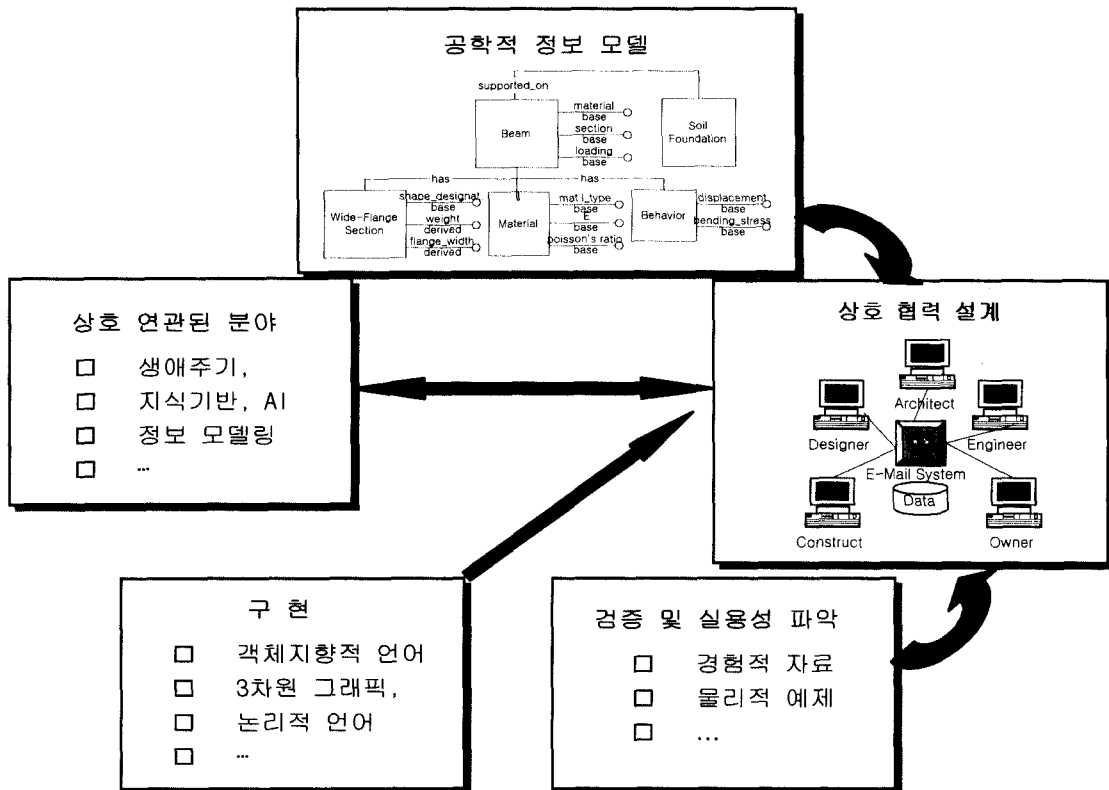 공학적 정보 모델
supported_on
Beam
material
base
section
base
loading
base
Soil
Foundation
has
has
Wide-Flange
Section
shape_designat
base
weight
derived
flange_width
derived
Material
mat l_type
base
E
base
poisson's ratio
base
Behavior
displacement
base
bending_stress
base
상호 연관된 분야
□ 생애주기,
□ 지식기반, AI
□ 정보 모델링
□ …
상호 협력 설계
Architect
Designer
Engineer
E-Mail System
Data
Construct
Owner
구 현
□ 객체지향적 언어
□ 3차원 그래픽,
□ 논리적 언어
□ …
검증 및 실용성 파악
□ 경험적 자료
□ 물리적 예제
□ …